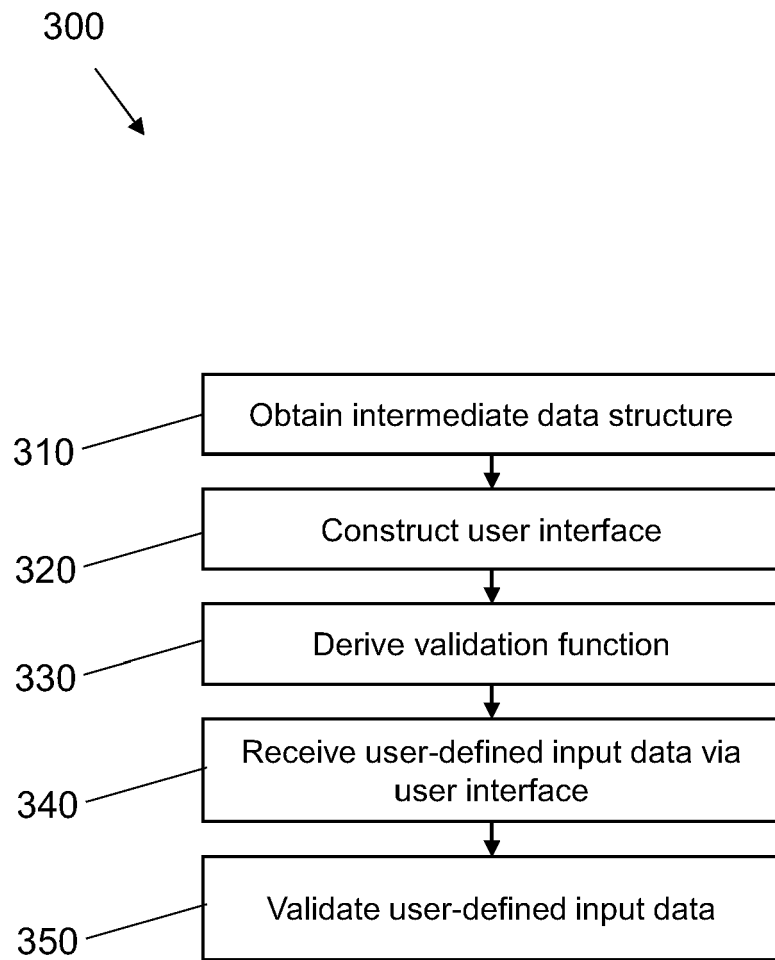 300
Obtain intermediate data structure
310
Construct user interface
320
Derive validation function
330
Receive user-defined input data via
user interface
340
Validate user-defined input data
350